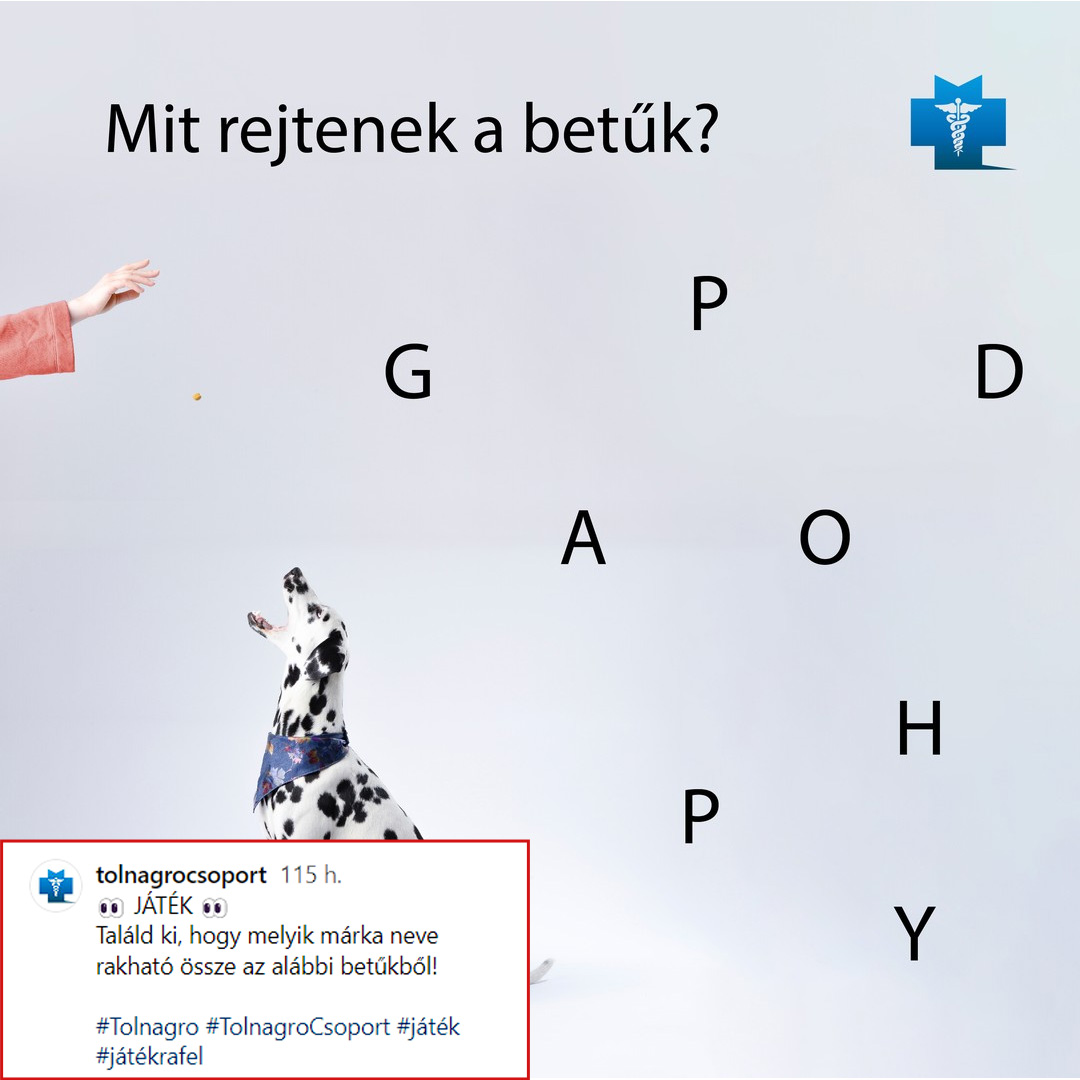 Mit rejtenek a betűk?
P
G
D
A
O
H
P
Y
tolnagrocsoport 115 h.
👀 JÁTÉK 👀
Találd ki, hogy melyik márka neve
rakható össze az alábbi betűkből!
#Tolnagro #TolnagroCsoport #játék
#játékrafel